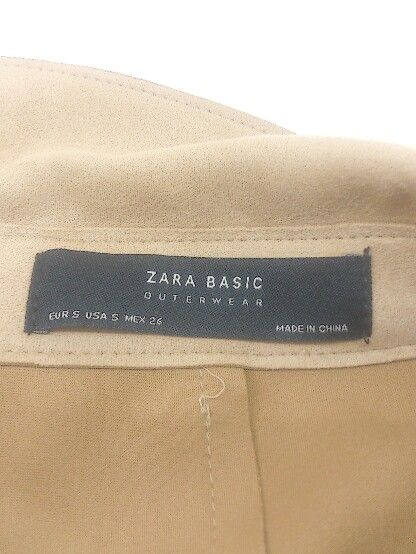 ZARA BASIC
OUTERWEAR
EUR S USA S MEX 26
MADE IN CHINA